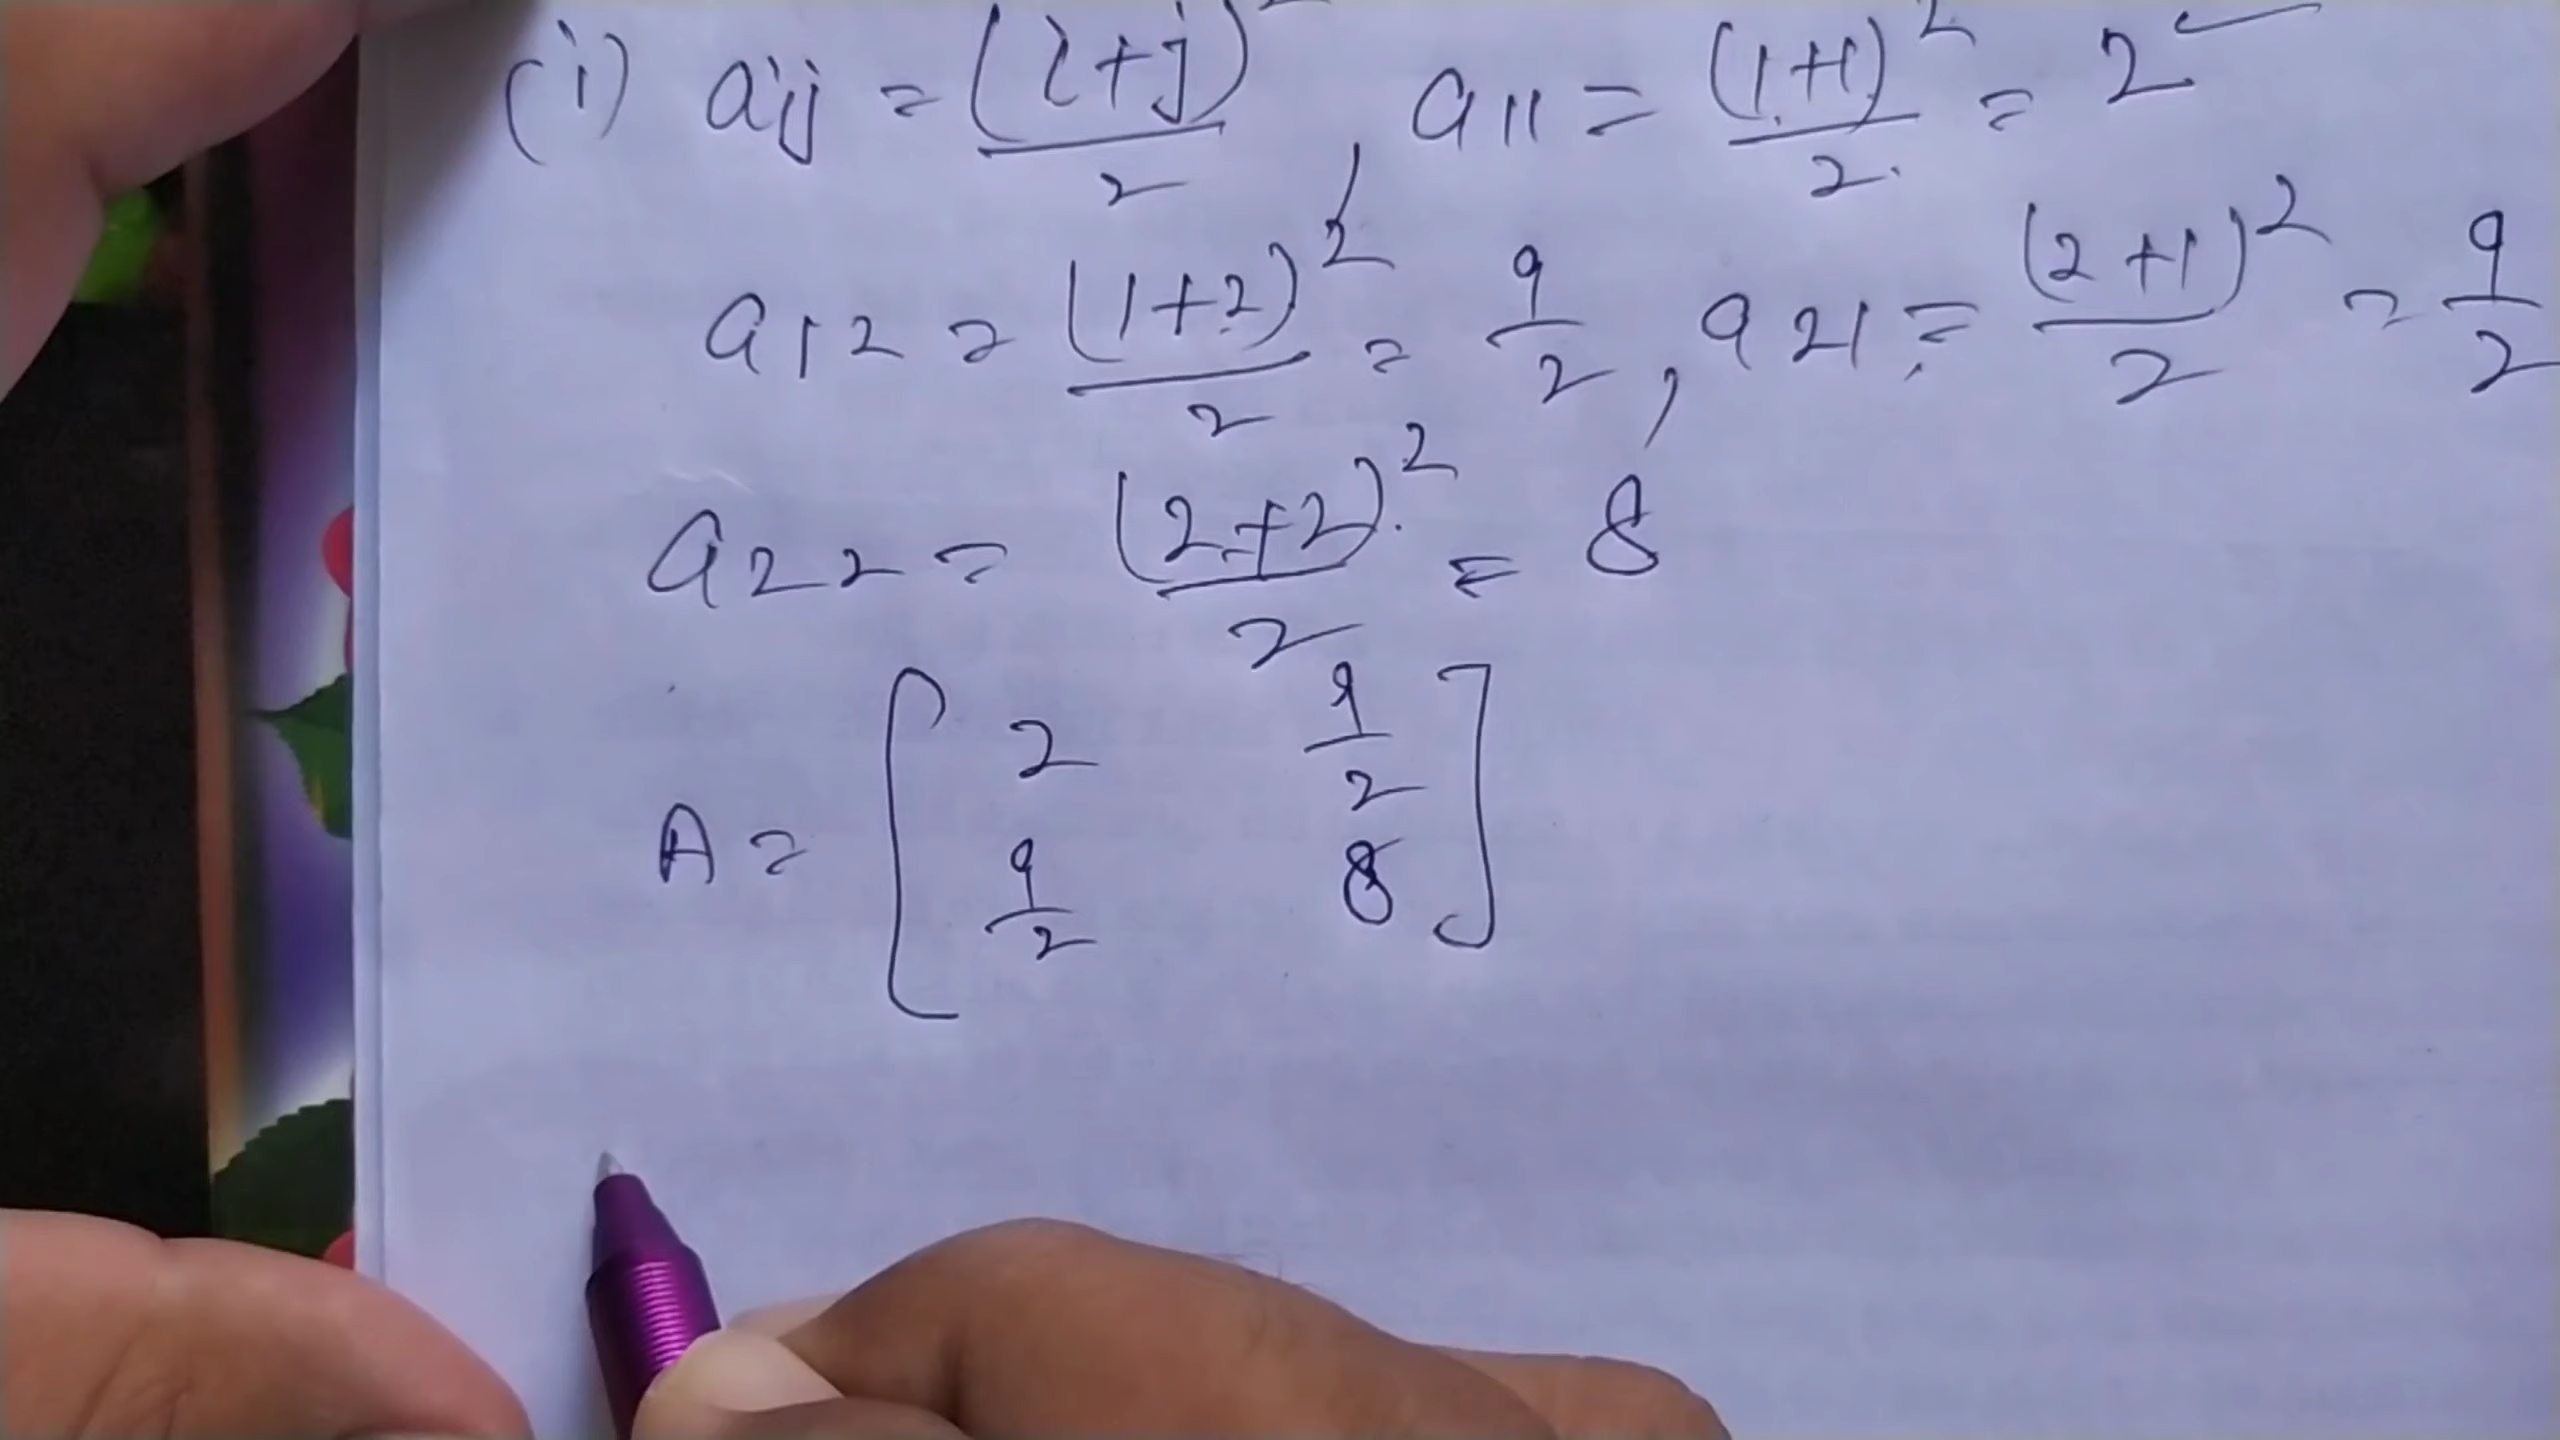 (i) aij = (i+j)²/2 , a11 = (1+1)²/2 = 2
a12 = (1+2)²/2 = 9/2 , a21 = (2+1)²/2 = 9/2
a22 = (2+2)²/2 = 8
A = [ 2 9/2
9/2 8 ]